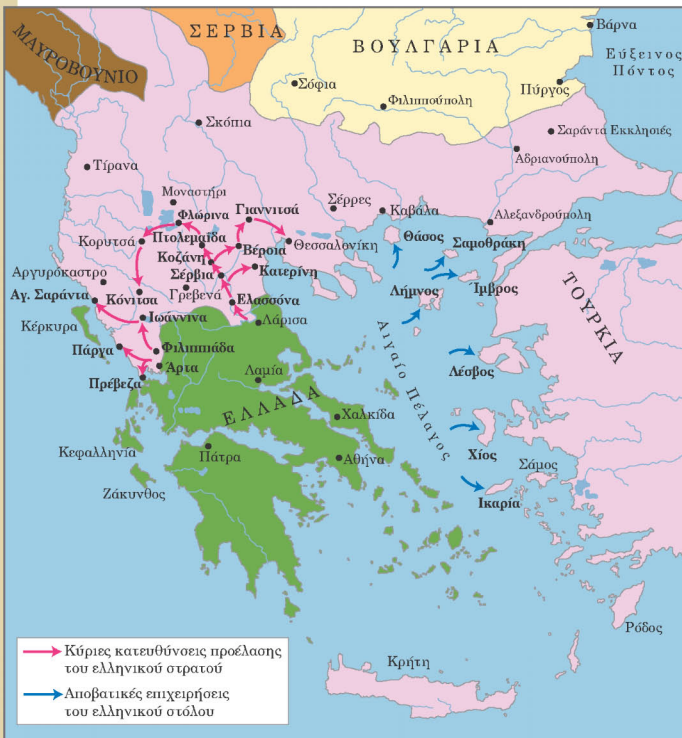 ΜΑΥΡΟΒΟΥΝΙΟ
ΣΕΡΒΙΑ
ΒΟΥΛΓΑΡΙΑ
Βάρνα
Εύξεινος
Πόντος
Σόφια
Φιλιππούπολη
Πύργος
Σκόπια
Σαράντα Εκκλησιές
Αδριανούπολη
Τίρανα
Μοναστήρι
Φλώρινα
Γιαννιτσά
Σέρρες
Καβάλα
Αλεξανδρούπολη
Κορυτσά
Πτολεμαΐδα
Βέροια
Θεσσαλονίκη
Θάσος
Σαμοθράκη
Κοζάνη
Κατερίνη
Αργυρόκαστρο
Σέρβια
Γρεβενά
Ίμβρος
Αγ. Σαράντα
Κόνιτσα
Ελασσόνα
Λήμνος
ΤΟΥΡΚΙΑ
Κέρκυρα
Ιωάννινα
Λάρισα
Αιγαίο Πέλαγος
Πάργα
Φιλιππιάδα
Άρτα
Λέσβος
Πρέβεζα
Λαμία
ΕΛΛΑΔΑ
Χαλκίδα
Κεφαλληνία
Πάτρα
Αθήνα
Χίος
Σάμος
Ζάκυνθος
Ικαρία
Ρόδος
Κρήτη
Κύριες κατευθύνσεις προέλασης
του ελληνικού στρατού
Αποβατικές επιχειρήσεις
του ελληνικού στόλου